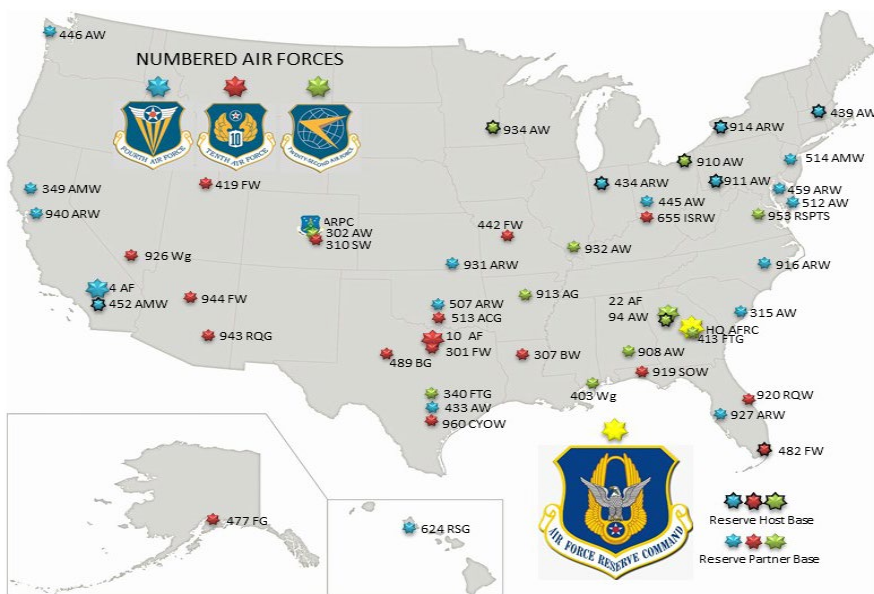 446 AW
NUMBERED AIR FORCES
FOURTH AIR FORCE
10
TENTH AIR FORCE
TWENTY-SECOND AIR FORCE
934 AW
914 ARW
439 AW
910 AW
514 AMW
349 AMW
419 FW
434 ARW
911 AW
459 ARW
445 AW
512 AW
940 ARW
655 ISRW
953 RSPTS
ARPC
302 AW
310 SW
442 FW
932 AW
926 Wg
931 ARW
916 ARW
4 AF
452 AMW
944 FW
507 ARW
513 ACG
913 AG
22 AF
94 AW
315 AW
HQ AFRC
413 FTG
943 RQG
10 AF
301 FW
489 BG
307 BW
908 AW
919 SOW
340 FTG
403 Wg
920 RQW
433 AW
927 ARW
960 CYOW
482 FW
AIR FORCE RESERVE COMMAND
Reserve Host Base
Reserve Partner Base
477 FG
624 RSG